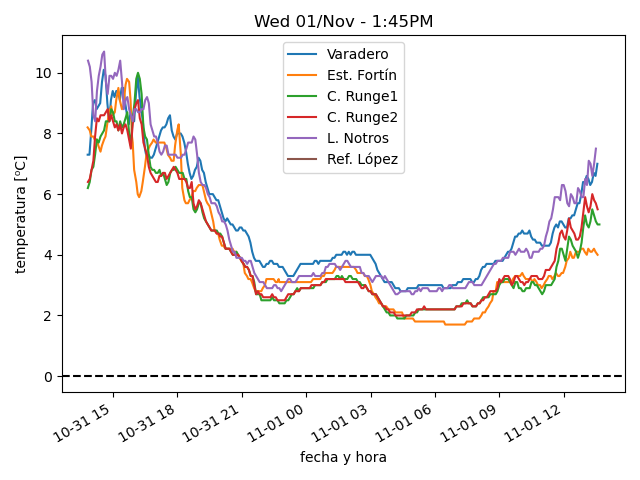 Wed 01/Nov - 1:45PM
Varadero
Est. Fortín
C. Runge1
C. Runge2
L. Notros
Ref. López
temperatura [ºC]
10
8
6
4
2
0
10-31 15
10-31 18
10-31 21
11-01 00
11-01 03
11-01 06
11-01 09
11-01 12
fecha y hora